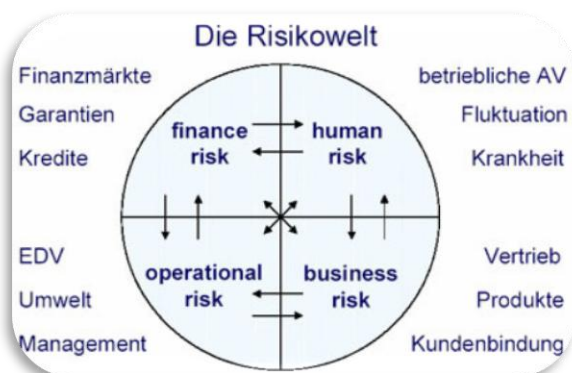 Die Risikowelt
Finanzmärkte
Garantien
Kredite
betriebliche AV
Fluktuation
Krankheit
finance
risk
human
risk
operational
risk
business
risk
EDV
Umwelt
Management
Vertrieb
Produkte
Kundenbindung